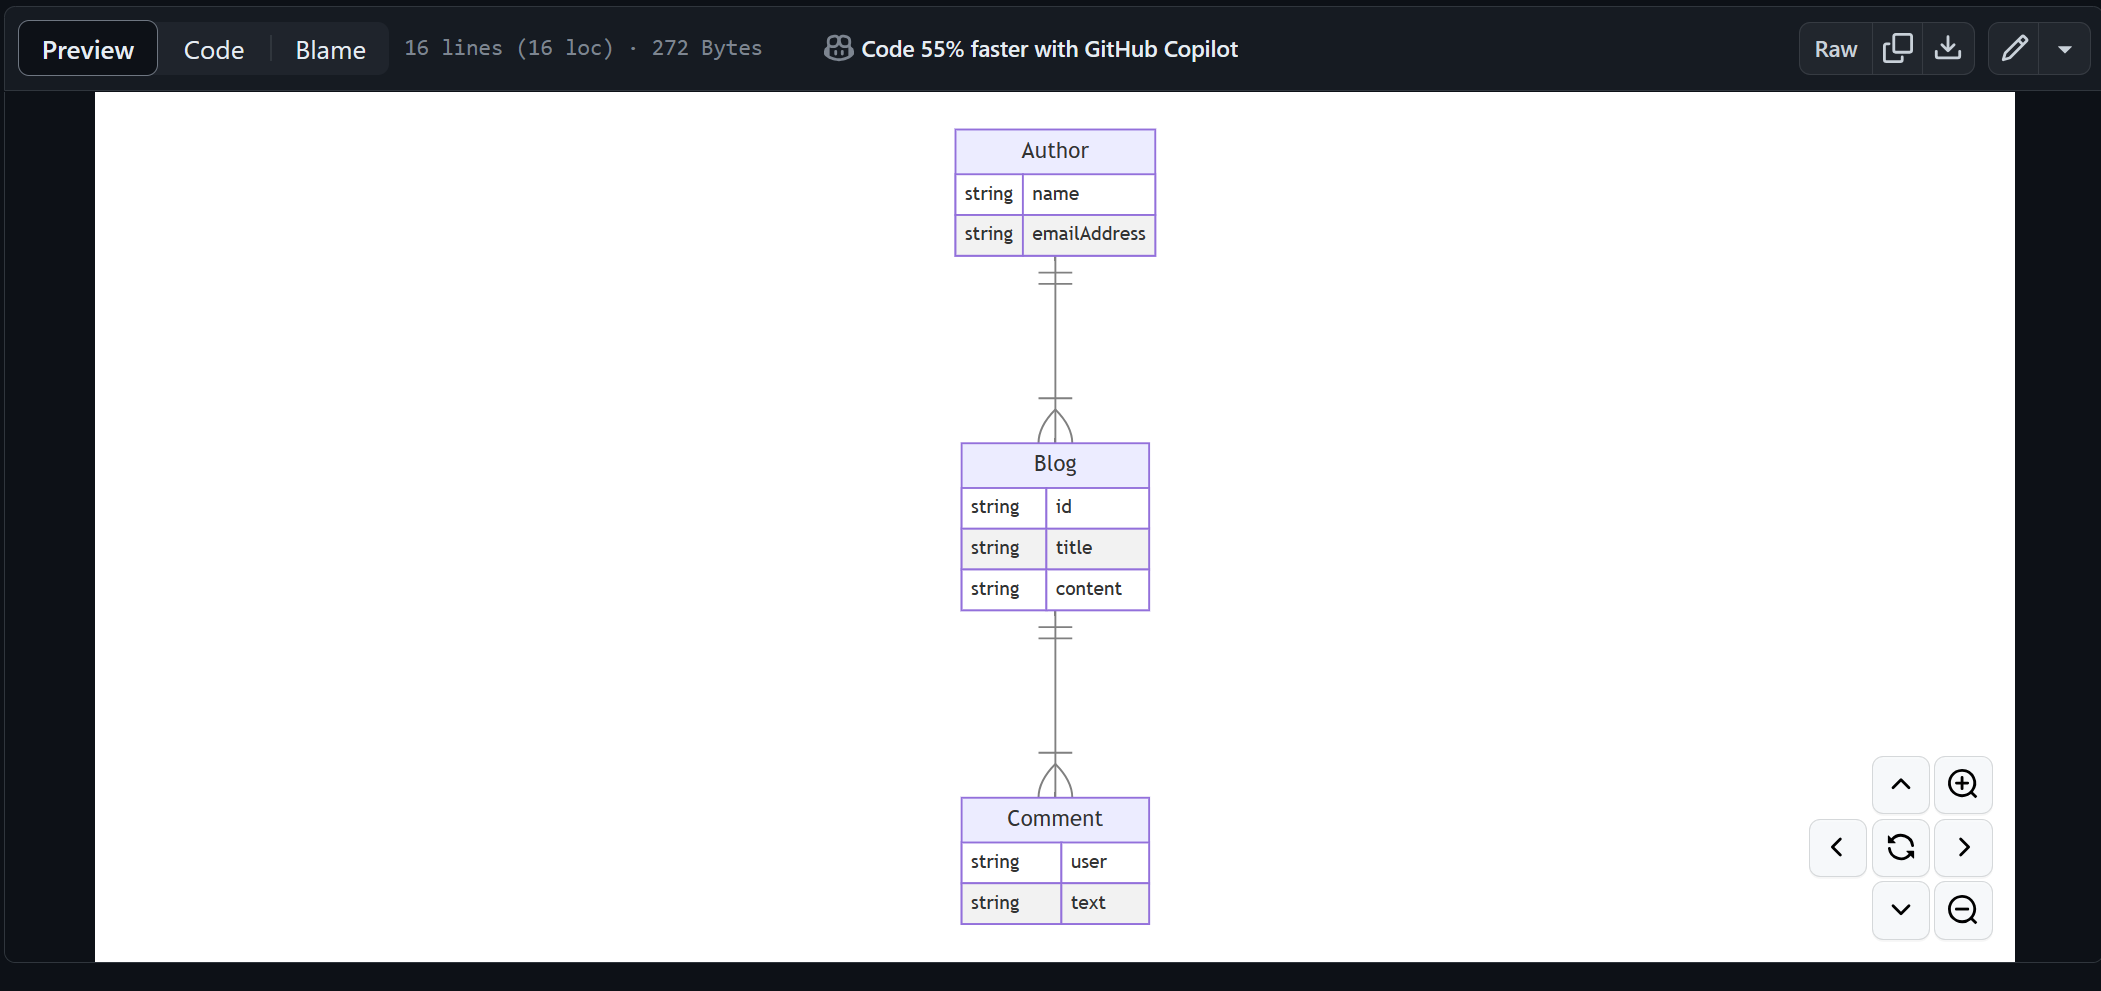 Preview Code Blame 16 lines (16 loc) · 272 Bytes Code 55% faster with GitHub Copilot Raw
Author
string name
string emailAddress
Blog
string id
string title
string content
Comment
string user
string text